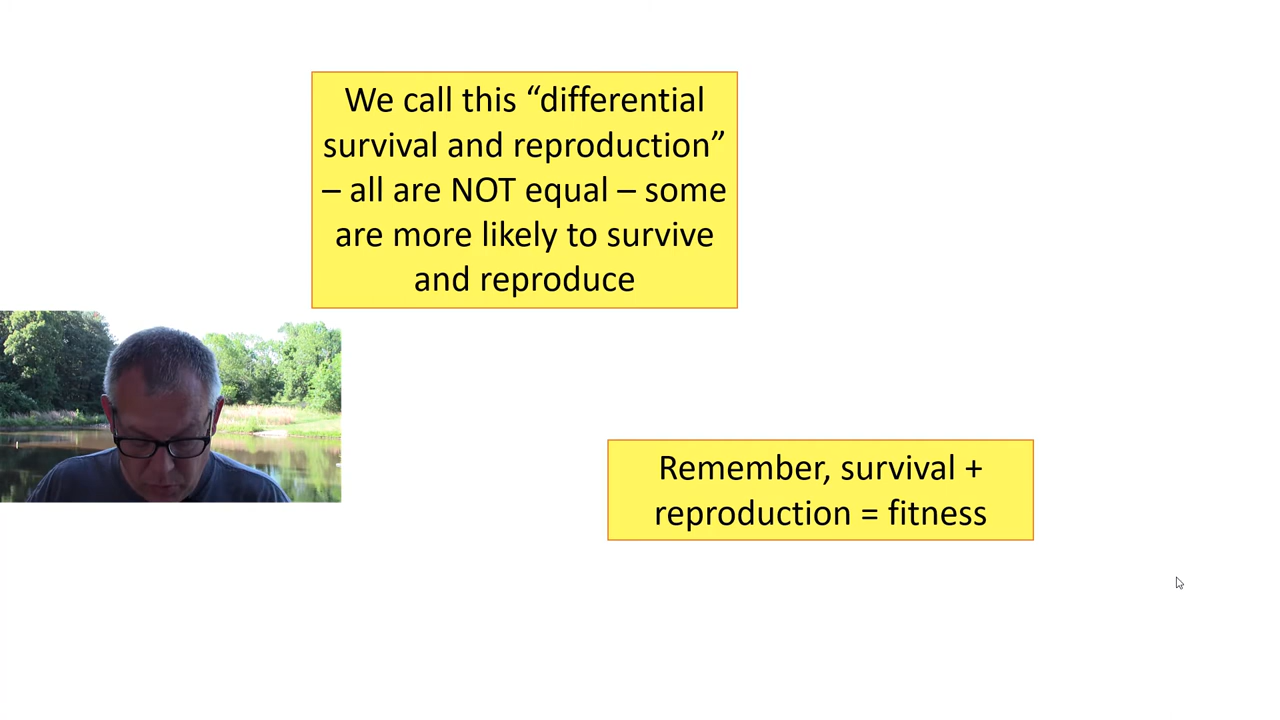 We call this “differential
survival and reproduction”
– all are NOT equal – some
are more likely to survive
and reproduce
Remember, survival +
reproduction = fitness